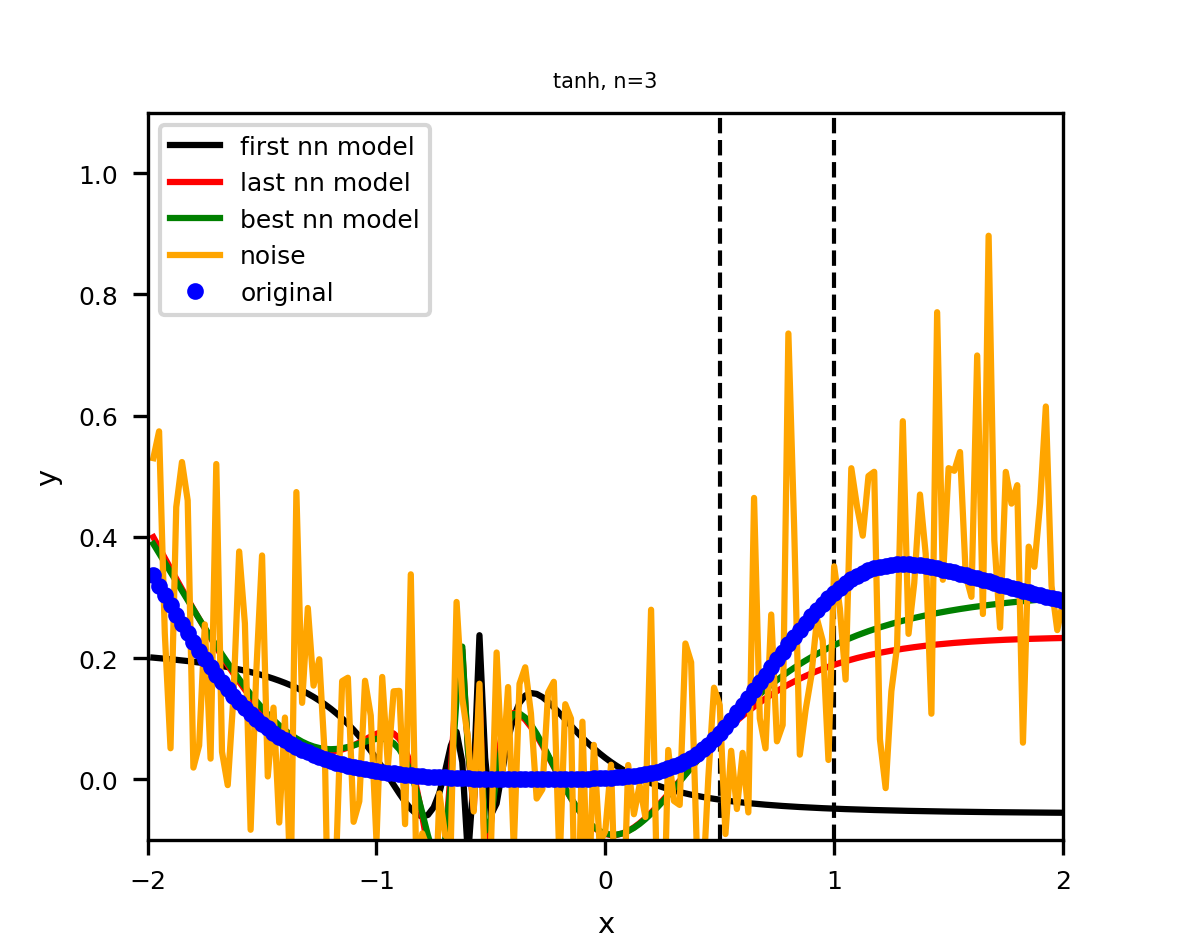 tanh, n=3
first nn model
last nn model
best nn model
noise
original
1.0
0.8
0.6
0.4
0.2
0.0
y
−2
−1
0
1
2
x